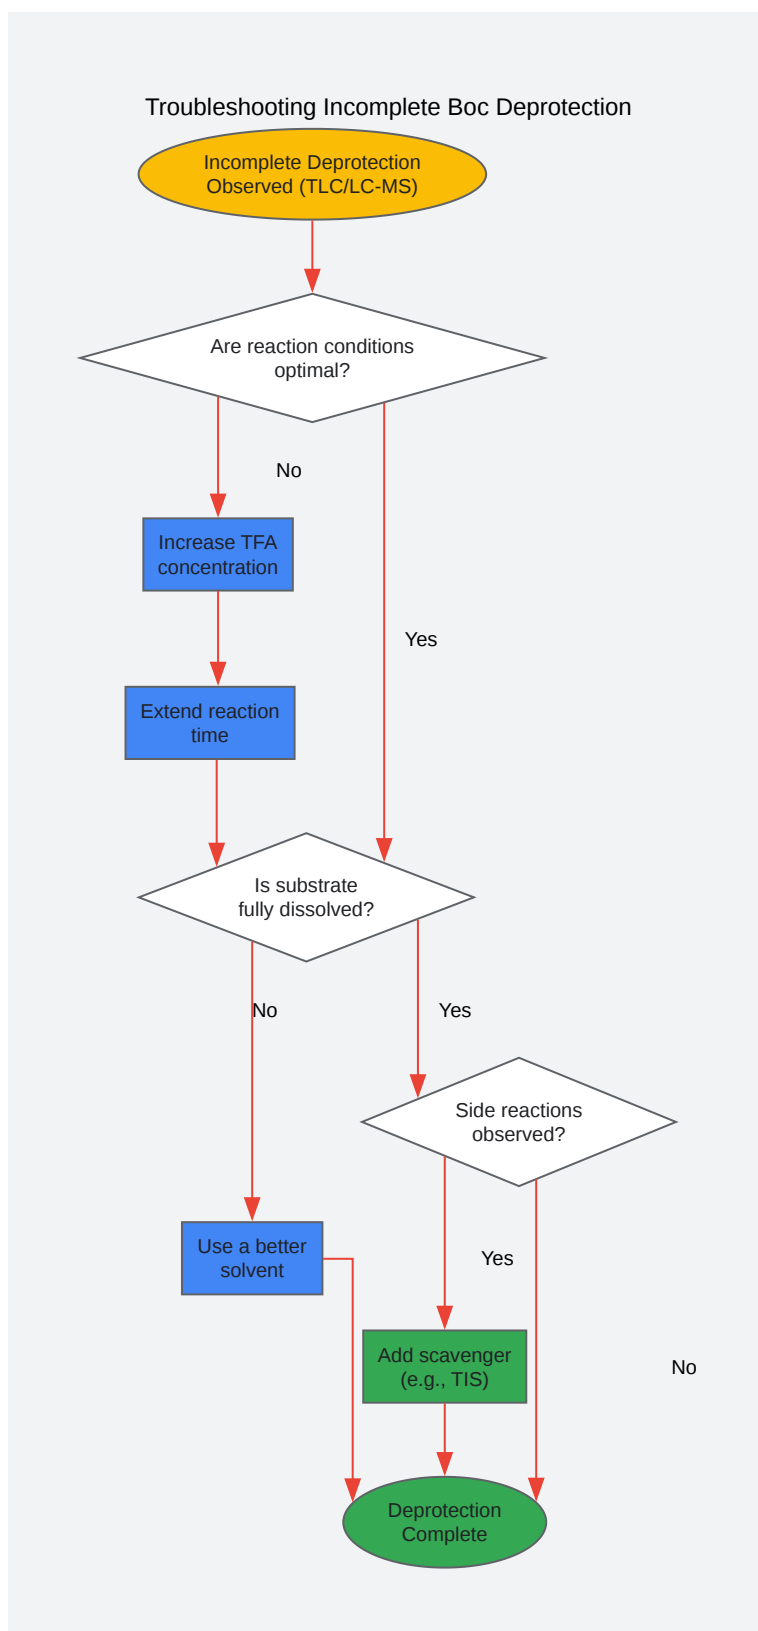 Troubleshooting Incomplete Boc Deprotection
Incomplete Deprotection
Observed (TLC/LC-MS)
Are reaction conditions
optimal?
No
Increase TFA
concentration
Yes
Extend reaction
time
Is substrate
fully dissolved?
No
Yes
Side reactions
observed?
Use a better
solvent
Yes
Add scavenger
(e.g., TIS)
No
Deprotection
Complete